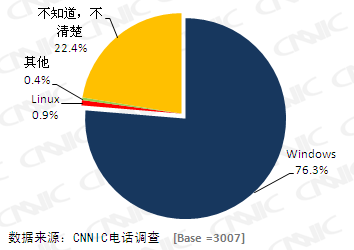 不知道，不
清楚
22.4%
其他
0.4%
Linux
0.9%
Windows
76.3%
数据来源：CNNIC电话调查 [Base =3007]